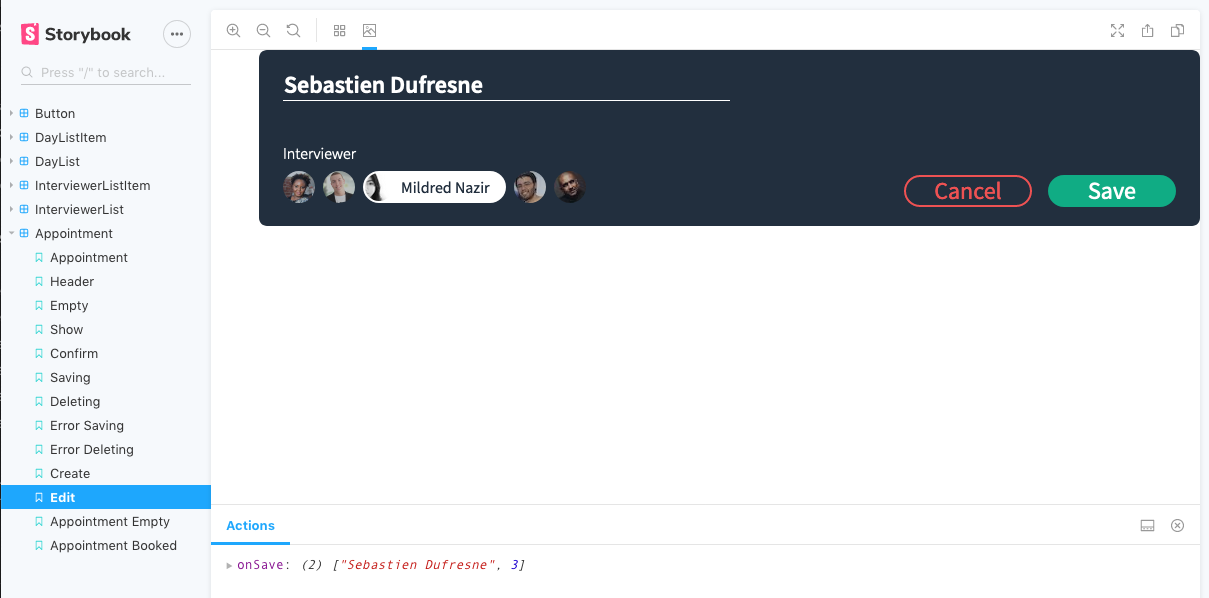 Storybook
Press "/" to search...
Button
DayListItem
DayList
InterviewerListItem
InterviewerList
Appointment
Appointment
Header
Empty
Show
Confirm
Saving
Deleting
Error Saving
Error Deleting
Create
Edit
Appointment Empty
Appointment Booked
Sebastien Dufresne
Interviewer
Mildred Nazir
Cancel
Save
Actions
onSave: (2) ["Sebastien Dufresne", 3]